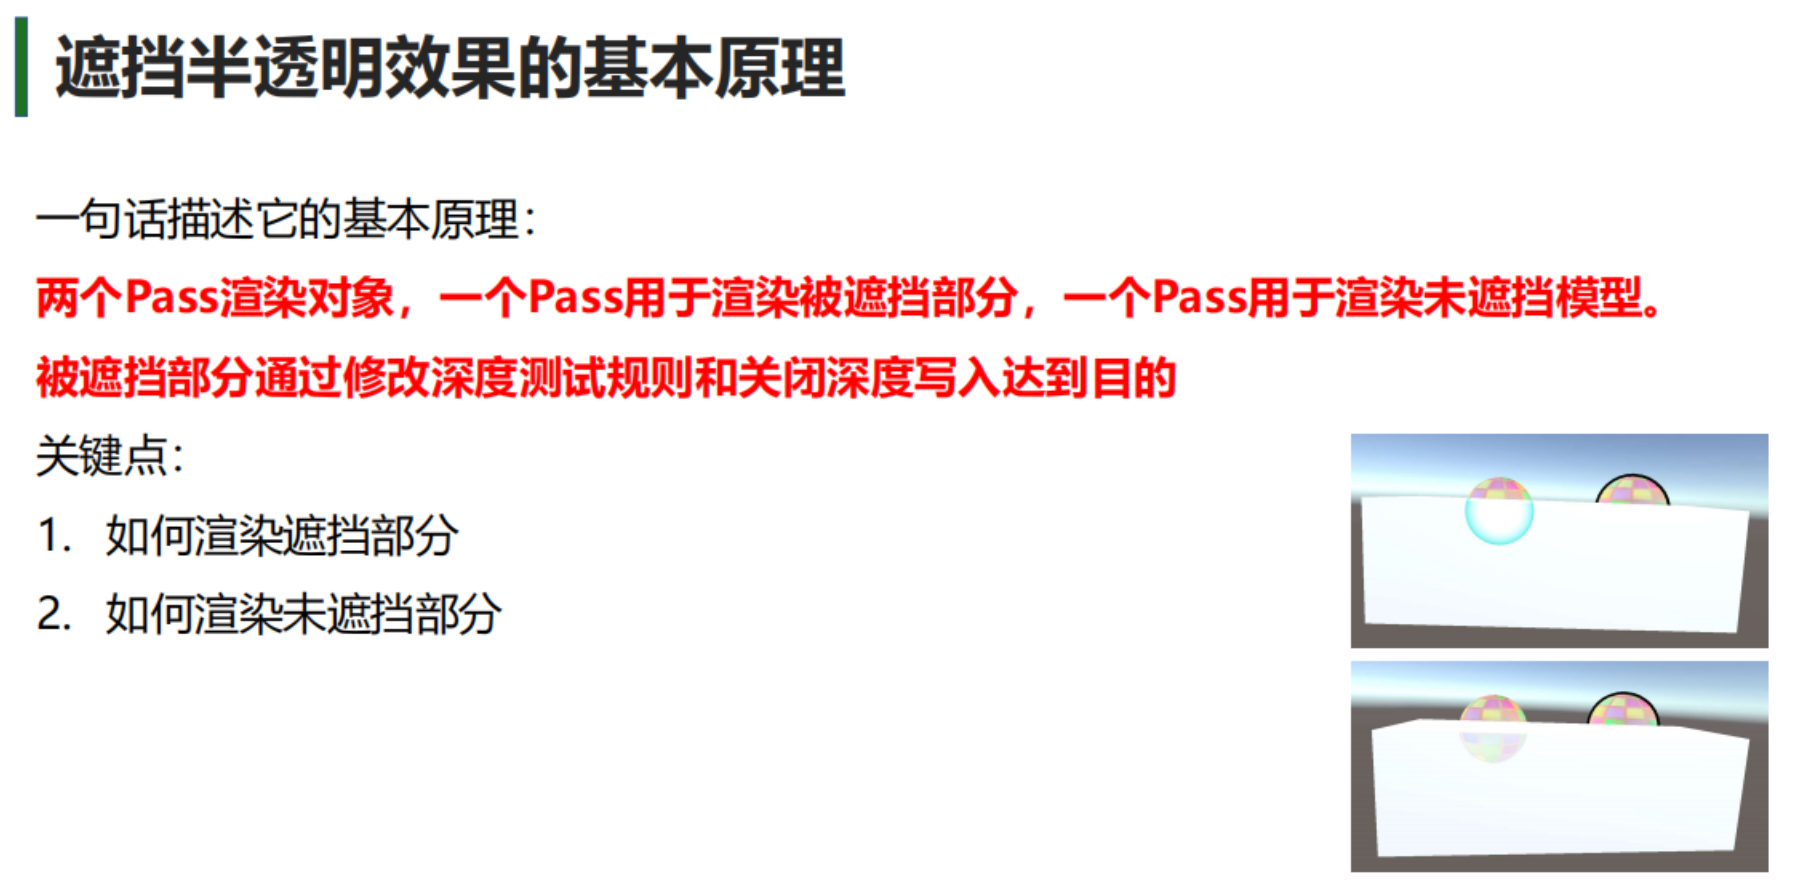 遮挡半透明效果的基本原理
一句话描述它的基本原理：
两个Pass渲染对象，一个Pass用于渲染被遮挡部分，一个Pass用于渲染未遮挡模型。
被遮挡部分通过修改深度测试规则和关闭深度写入达到目的
关键点：
1. 如何渲染遮挡部分
2. 如何渲染未遮挡部分